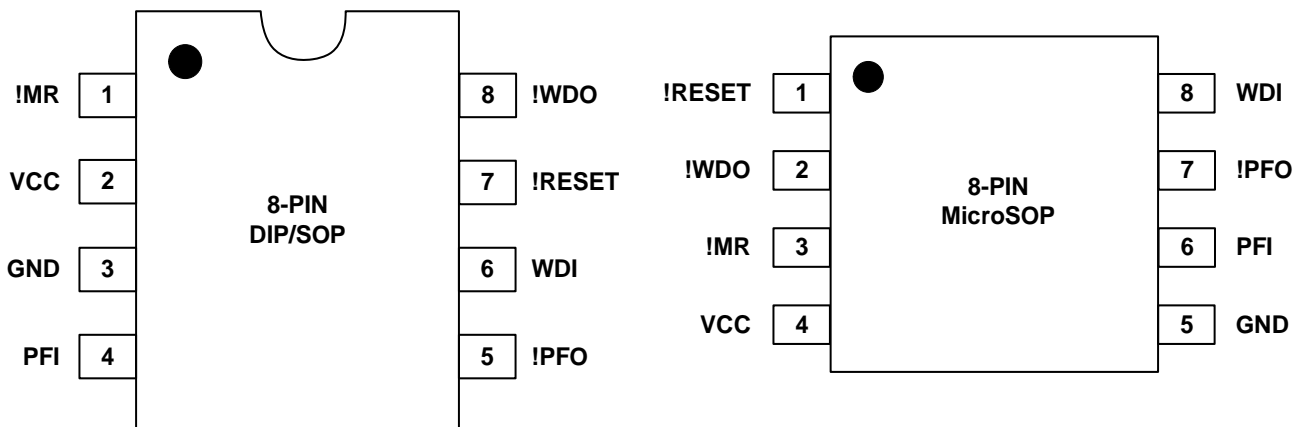 !MR 1
VCC 2
GND 3
PFI 4
8-PIN
DIP/SOP
8 !WDO
7 !RESET
6 WDI
5 !PFO
!RESET 1
!WDO 2
!MR 3
VCC 4
8-PIN
MicroSOP
8 WDI
7 !PFO
6 PFI
5 GND